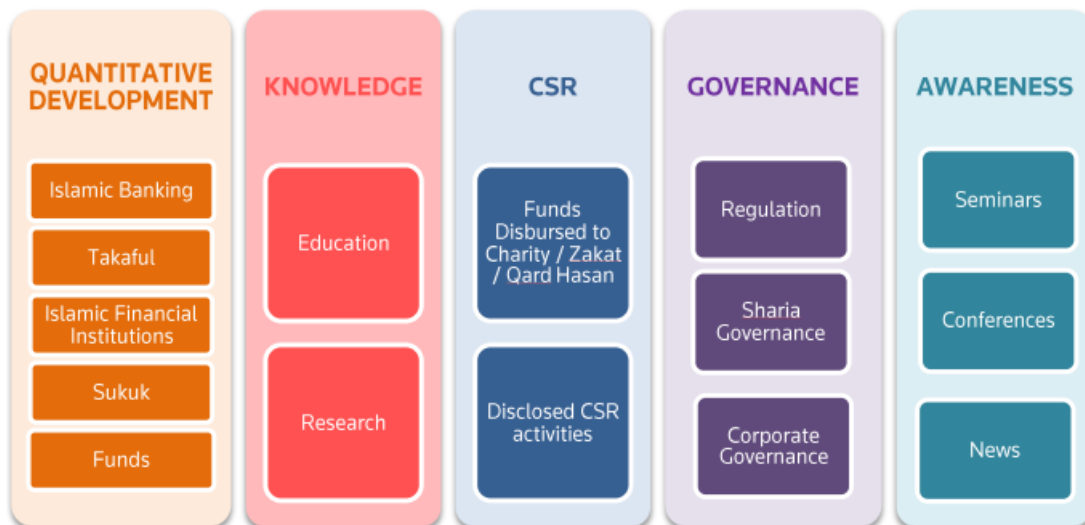 QUANTITATIVE
DEVELOPMENT
Islamic Banking
Takaful
Islamic Financial
Institutions
Sukuk
Funds
KNOWLEDGE
Education
Research
CSR
Funds
Disbursed to
Charity / Zakat
/ Qard Hasan
Disclosed CSR
activities
GOVERNANCE
Regulation
Sharia
Governance
Corporate
Governance
AWARENESS
Seminars
Conferences
News